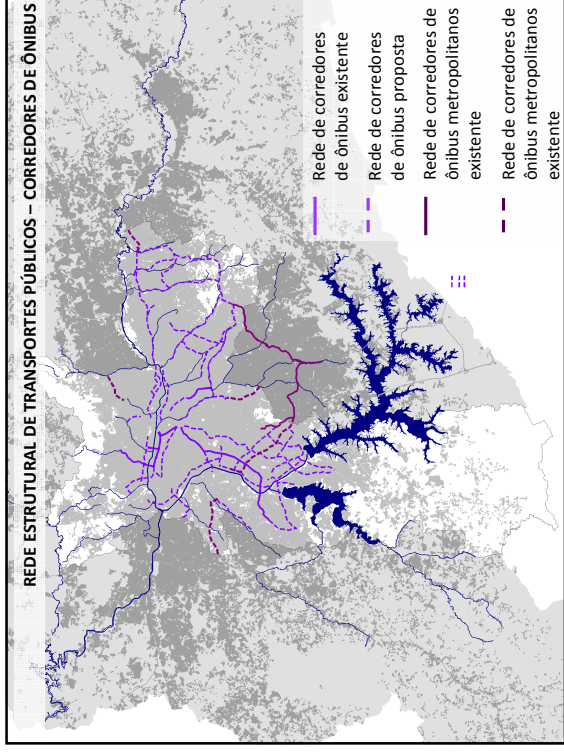 REDE ESTRUTURAL DE TRANSPORTES PÚBLICOS – CORREDORES DE ÔNIBUS
Rede de corredores
de ônibus existente
Rede de corredores
de ônibus proposta
Rede de corredores de
ônibus metropolitanos
existente
Rede de corredores de
ônibus metropolitanos
existente